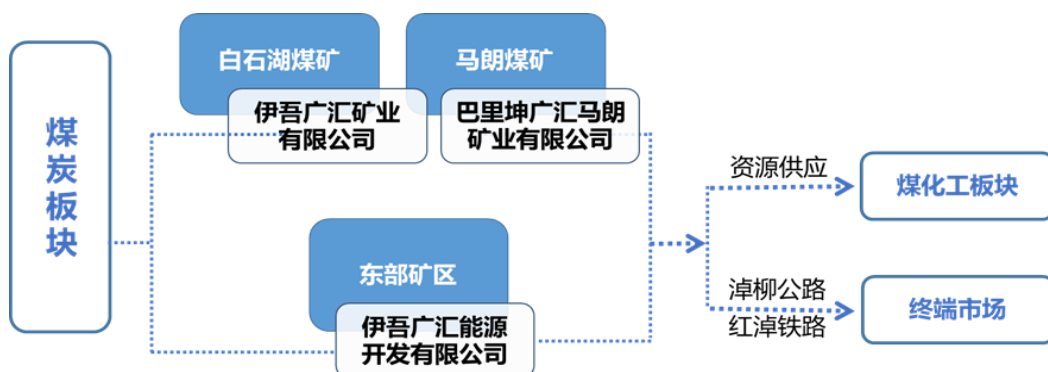 煤炭板块
白石湖煤矿
伊吾广汇矿业
有限公司
马朗煤矿
巴里坤广汇马朗
矿业有限公司
东部矿区
伊吾广汇能源
开发有限公司
资源供应
煤化工板块
淖柳公路
红淖铁路
终端市场